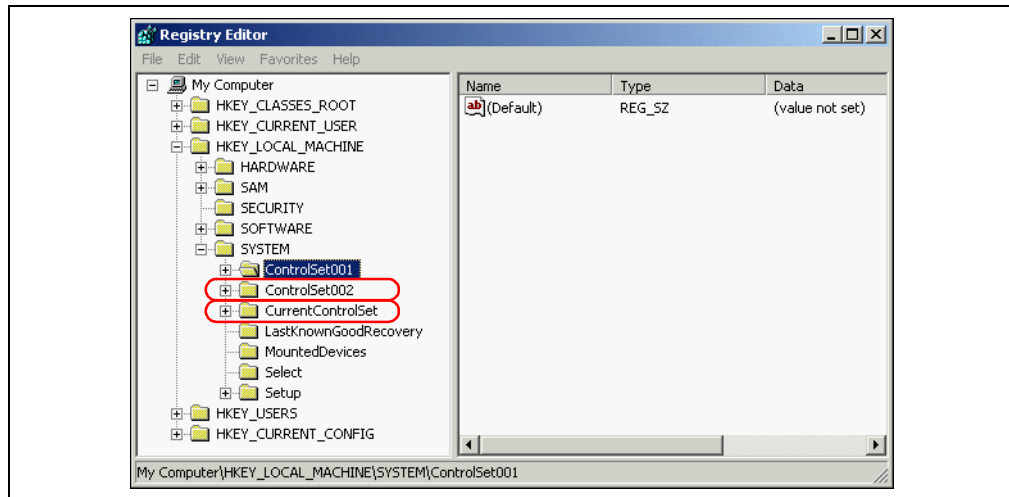 Registry Editor
File Edit View Favorites Help
My Computer
HKEY_CLASSES_ROOT
HKEY_CURRENT_USER
HKEY_LOCAL_MACHINE
HARDWARE
SAM
SECURITY
SOFTWARE
SYSTEM
ControlSet001
ControlSet002
CurrentControlSet
LastKnownGoodRecovery
MountedDevices
Select
Setup
HKEY_USERS
HKEY_CURRENT_CONFIG
Name Type Data
ab (Default) REG_SZ (value not set)
My Computer\HKEY_LOCAL_MACHINE\SYSTEM\ControlSet001